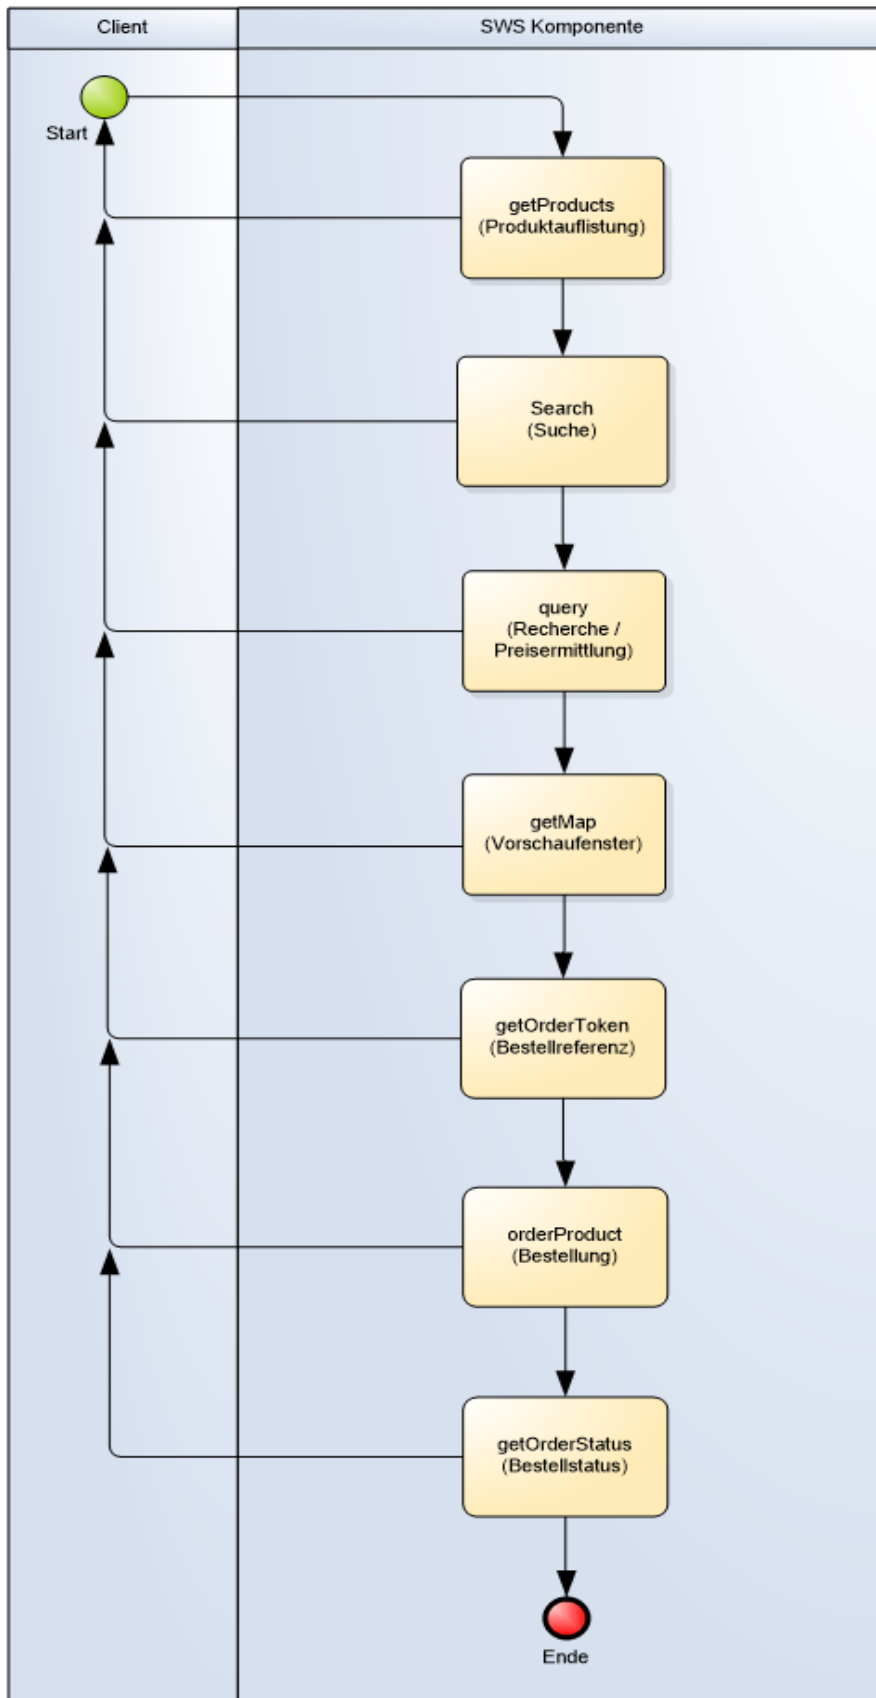 Client
SWS Komponente
Start
getProducts
(Produktauflistung)
Search
(Suche)
query
(Recherche /
Preisermittlung)
getMap
(Vorschaufenster)
getOrderToken
(Bestellreferenz)
orderProduct
(Bestellung)
getOrderStatus
(Bestellstatus)
Ende